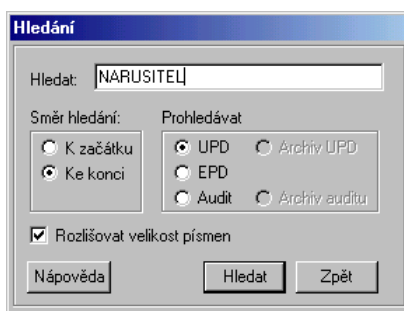 Hledání
Hledat: NARUSITEL
Směr hledání: Prohledávat
K začátku UPD Archiv UPD
Ke konci EPD
Audit Archiv auditu
Rozlišovat velikost písmen
Nápověda Hledat Zpět